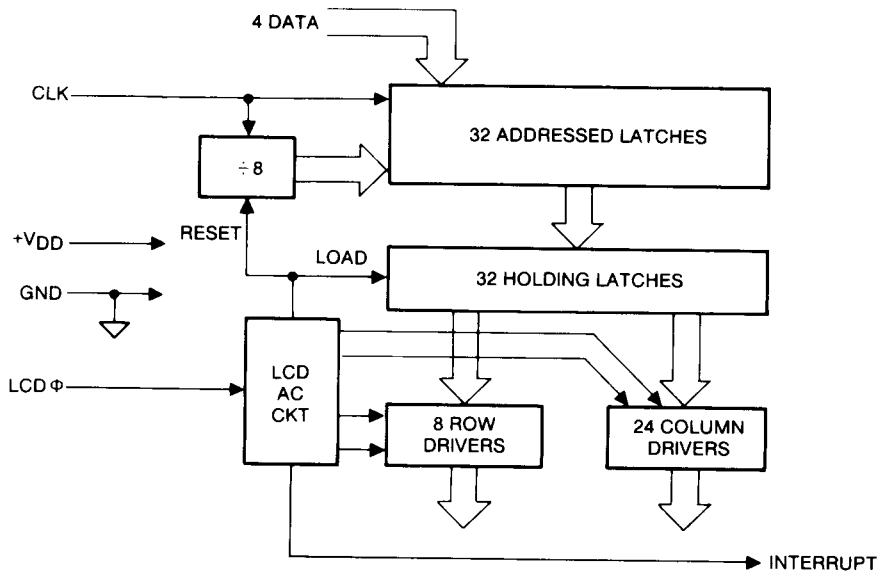 4 DATA
CLK
32 ADDRESSED LATCHES
÷8
RESET
+VDD
LOAD
32 HOLDING LATCHES
GND
LCD
AC
CKT
LCD Φ
8 ROW
DRIVERS
24 COLUMN
DRIVERS
INTERRUPT